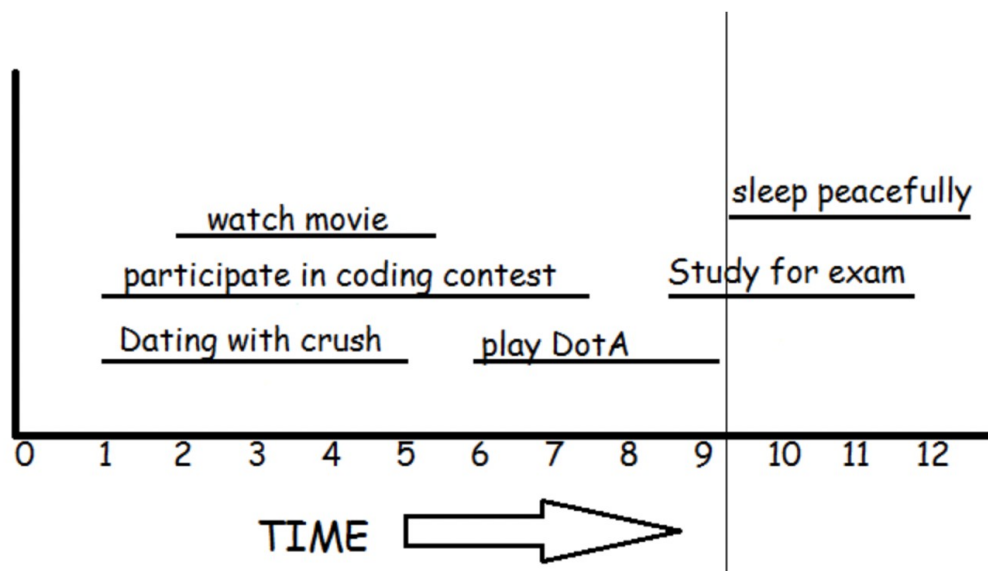 sleep peacefully
watch movie
participate in coding contest Study for exam
Dating with crush play DotA
0 1 2 3 4 5 6 7 8 9 10 11 12
TIME